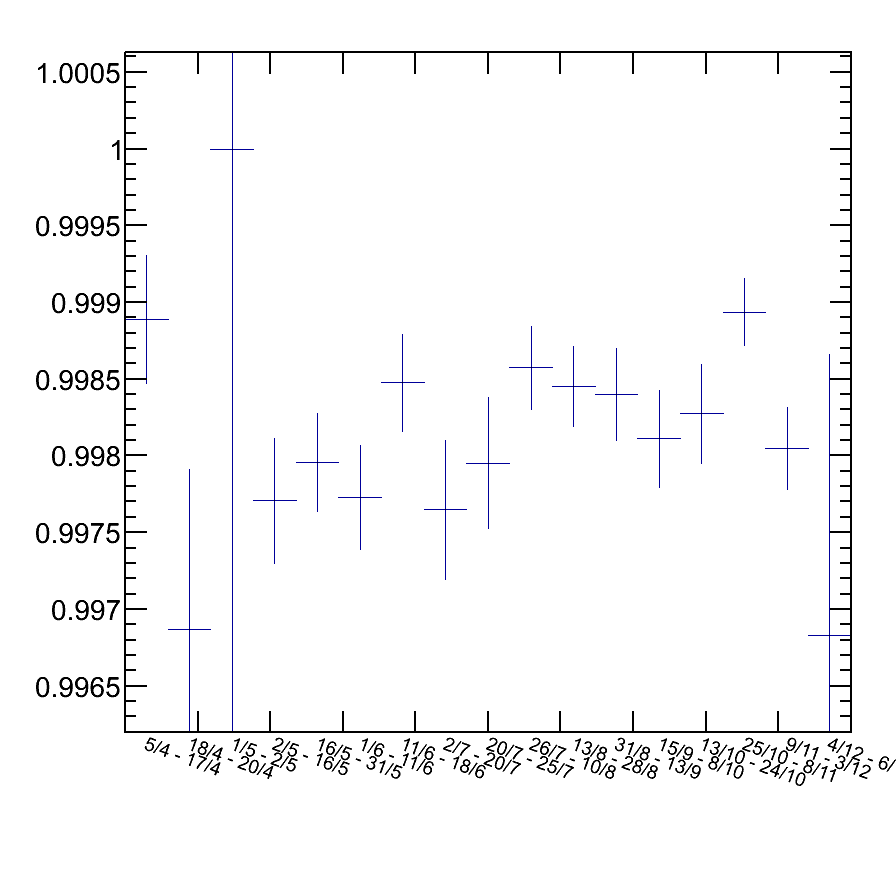 1.0005
1
0.9995
0.999
0.9985
0.998
0.9975
0.997
0.9965
5/4 - 17/4
18/4 - 20/4
1/5 - 2/5
2/5 - 16/5
16/5 - 31/5
1/6 - 11/6
11/6 - 18/6
2/7 - 20/7
20/7 - 25/7
26/7 - 10/8
13/8 - 28/8
31/8 - 13/9
15/9 - 8/10
13/10 - 24/10
25/10 - 8/11
9/11 - 3/12
4/12 - 6/